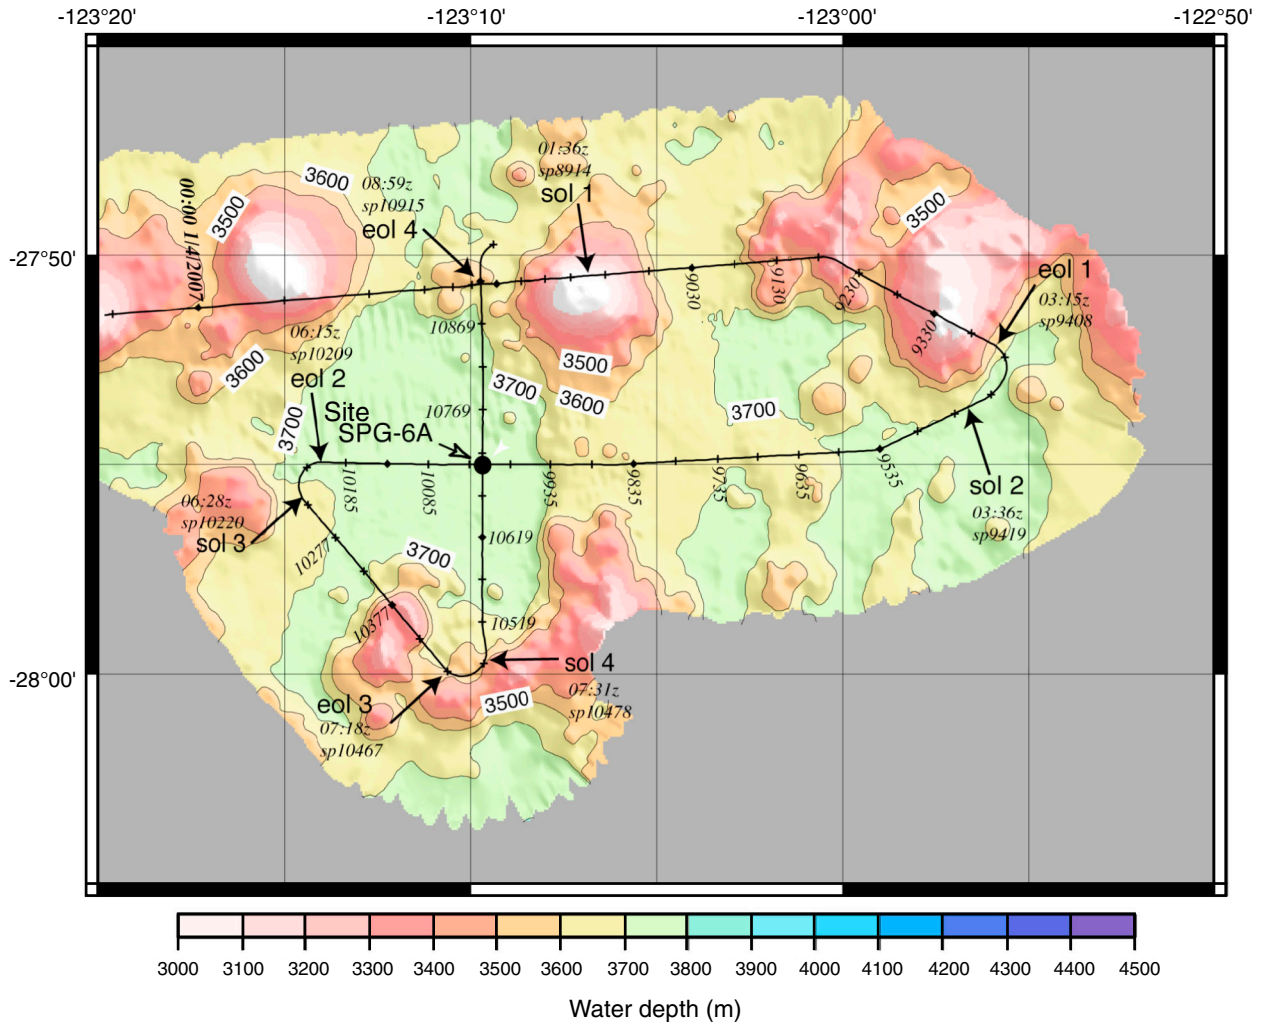 -123°20'
-123°10'
-123°00'
-122°50'
-27°50'
-28°00'
00:00 1/4/2007
3500
3600
08:59z
sp10915
eol 4
01:36z
sp8914
sol 1
3500
eol 1
03:15z
sp9408
9030
9130
9230
9330
10869
06:15z
sp10209
eol 2
3600
3500
3600
3700
3700
10769
3700
Site
SPG-6A
10185
10085
9935
9835
9735
9635
9535
sol 2
03:36z
sp9419
06:28z
sp10220
sol 3
10277
3700
10619
10377
10519
sol 4
07:31z
sp10478
eol 3
07:18z
sp10467
3500
3000
3100
3200
3300
3400
3500
3600
3700
3800
3900
4000
4100
4200
4300
4400
4500
Water depth (m)